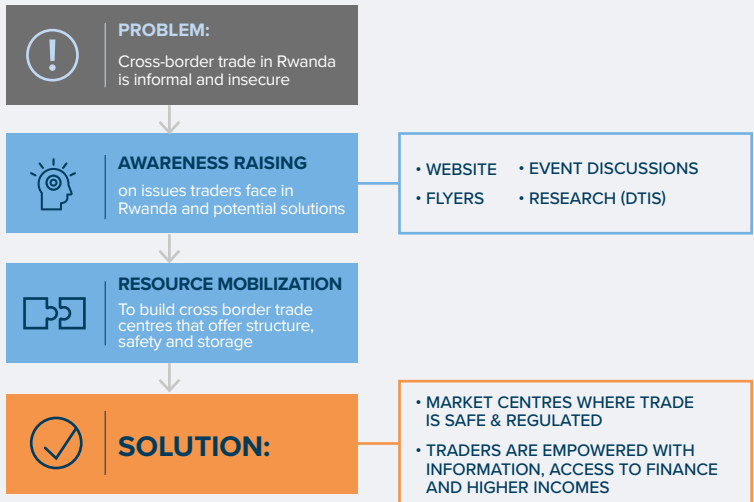 PROBLEM:
Cross-border trade in Rwanda
is informal and insecure
AWARENESS RAISING
on issues traders face in
Rwanda and potential solutions
• WEBSITE • EVENT DISCUSSIONS
• FLYERS • RESEARCH (DTIS)
RESOURCE MOBILIZATION
To build cross border trade
centres that offer structure,
safety and storage
SOLUTION:
• MARKET CENTRES WHERE TRADE
IS SAFE & REGULATED
• TRADERS ARE EMPOWERED WITH
INFORMATION, ACCESS TO FINANCE
AND HIGHER INCOMES